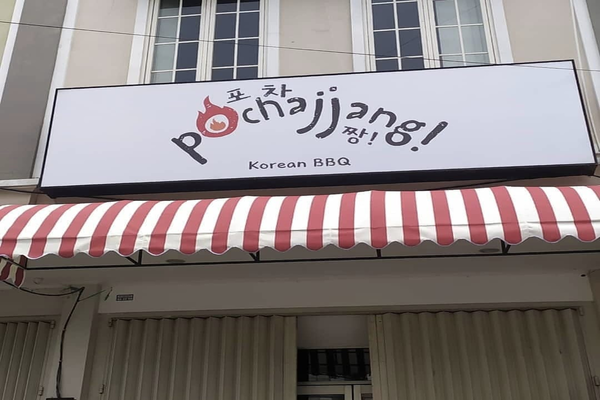 포차
pochajjang!
짱!
Korean BBQ